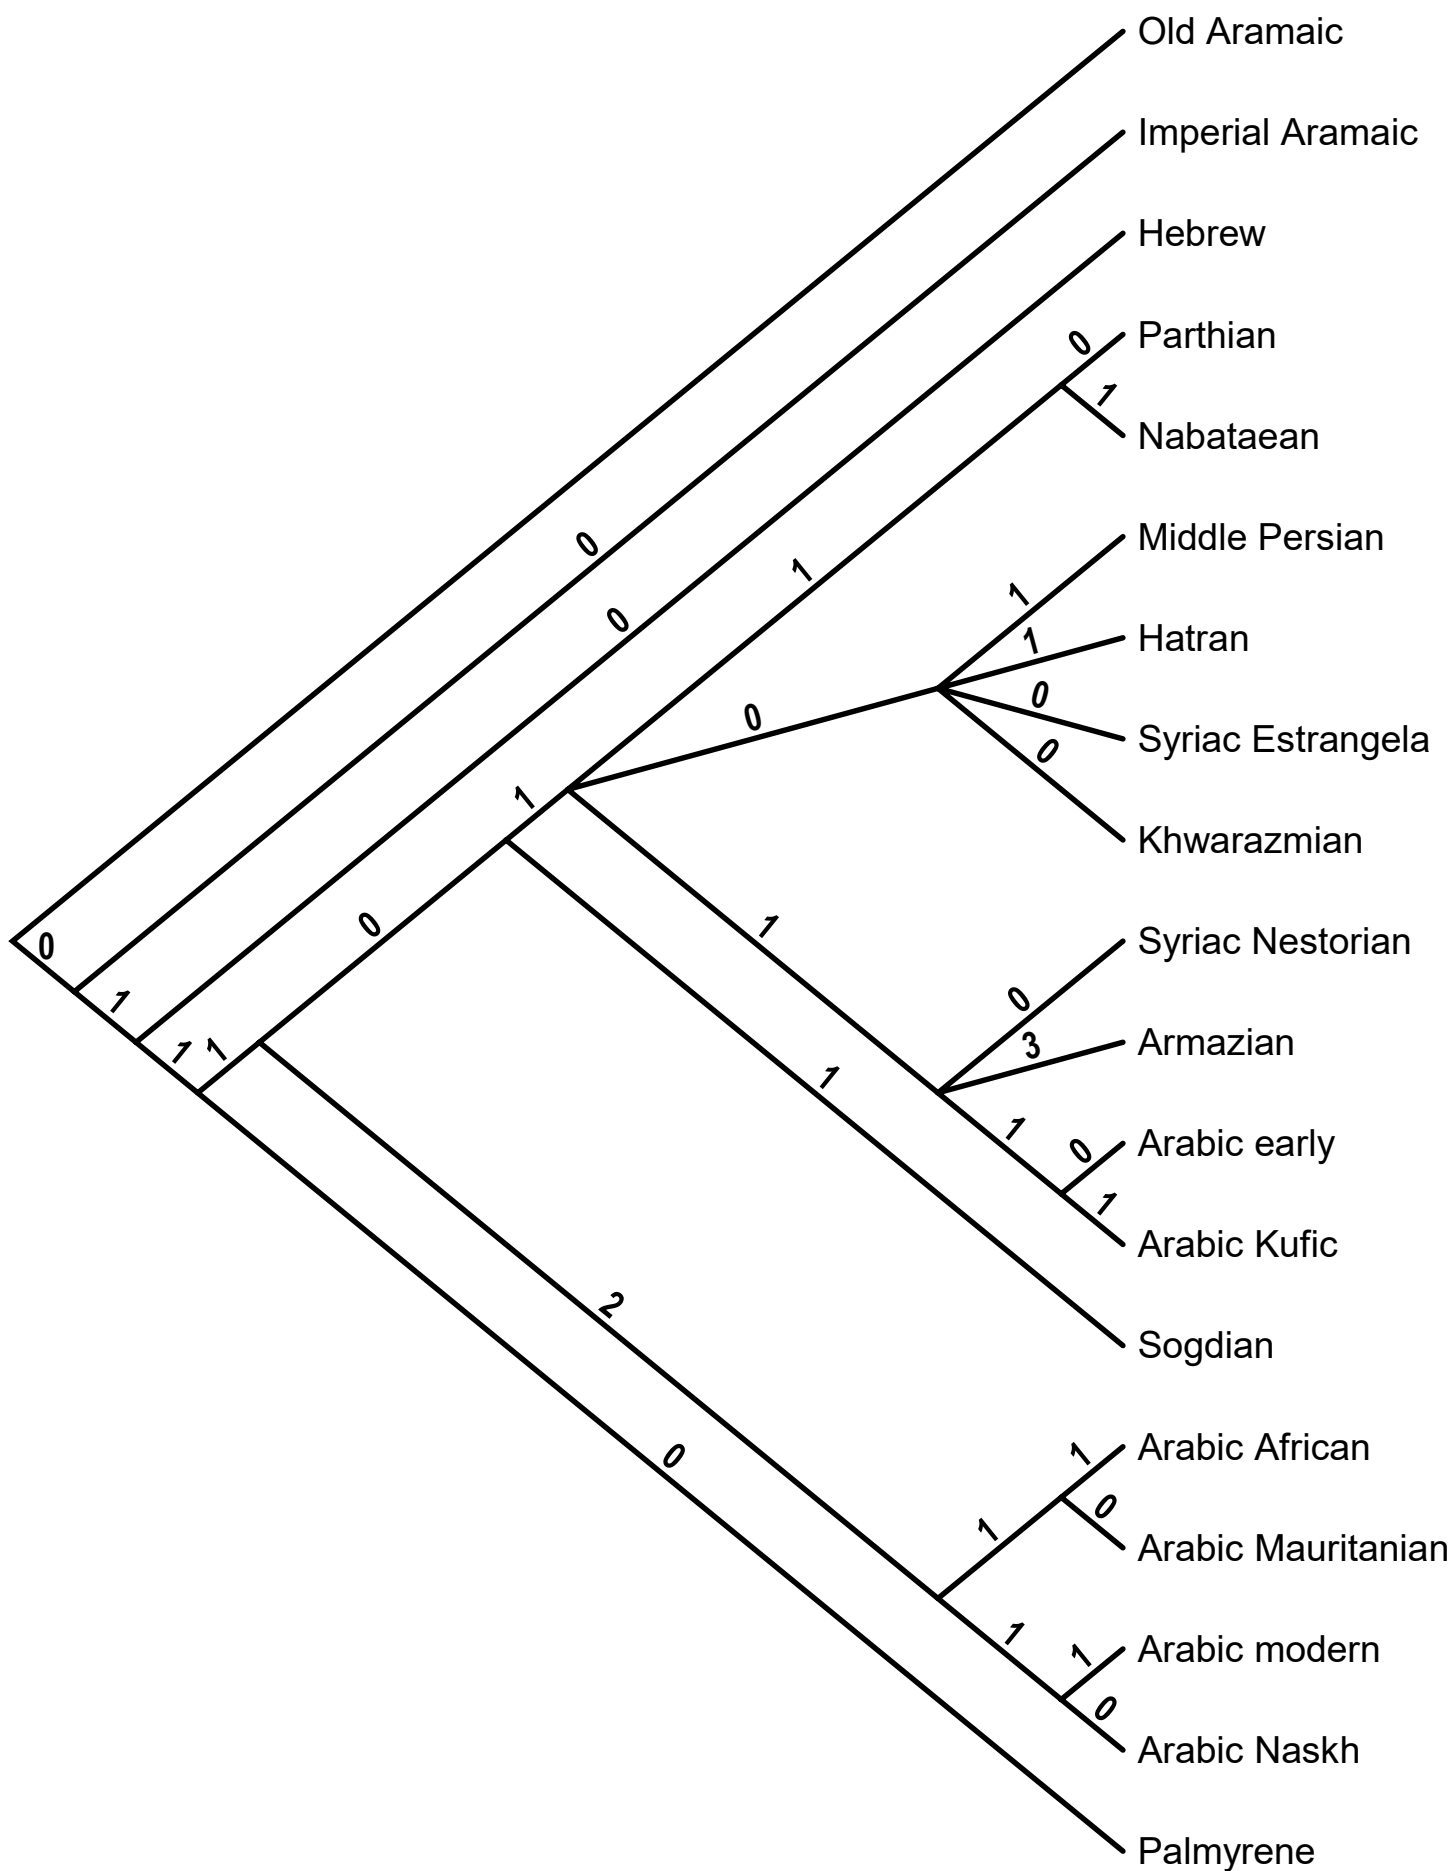 Old Aramaic
Imperial Aramaic
Hebrew
0 Parthian
1 Nabataean
Middle Persian
0
1
1
1 Hatran
0
0 Syriac Estrangela
0
0
Khwarazmian
1
0
1 Syriac Nestorian
0
1
0
3 Armazian
1 1
1
1
0 Arabic early
1 Arabic Kufic
2
Sogdian
1 Arabic African
0
0
1 Arabic Mauritanian
1
1 Arabic modern
0 Arabic Naskh
Palmyrene